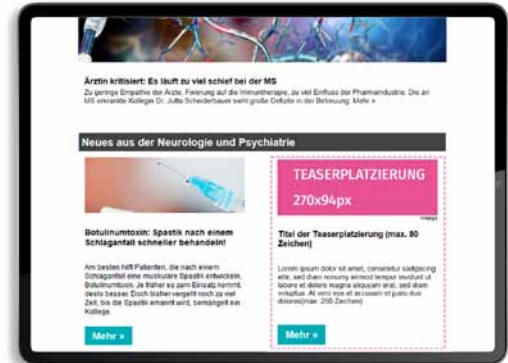 Ärztin kritisiert: Es läuft zu viel schief bei der MS
Zu geringe Empathie der Ärzte, Fixierung auf die Immuntherapie, zu viel Einfluss der Pharmaindustrie. Die an
MS erkrankte Kollegin Dr. Jutta Scheiderbauer sieht große Defizite in der Betreuung. Mehr »
Neues aus der Neurologie und Psychiatrie
Botulinumtoxin: Spastik nach einem
Schlaganfall schneller behandeln!
Am besten hilft Patienten, die nach einem
Schlaganfall eine muskuläre Spastik entwickeln,
Botulinumtoxin. Je früher es zum Einsatz kommt,
desto besser. Doch bisher vergeht noch zu viel
Zeit, bis die Spastik erkannt wird, bemängelt ein
Kollege.
Mehr »
TEASERPLATZIERUNG
270x94px
Titel der Teaserplatzierung (max. 80
Zeichen)
Lorem ipsum dolor sit amet, consetetur sadipscing
elitr, sed diam nonumy eirmod tempor invidunt ut
labore et dolore magna aliquyam erat, sed diam
voluptua. At vero eos et accusam et justo duo
dolores(max. 250 Zeichen)
Mehr »